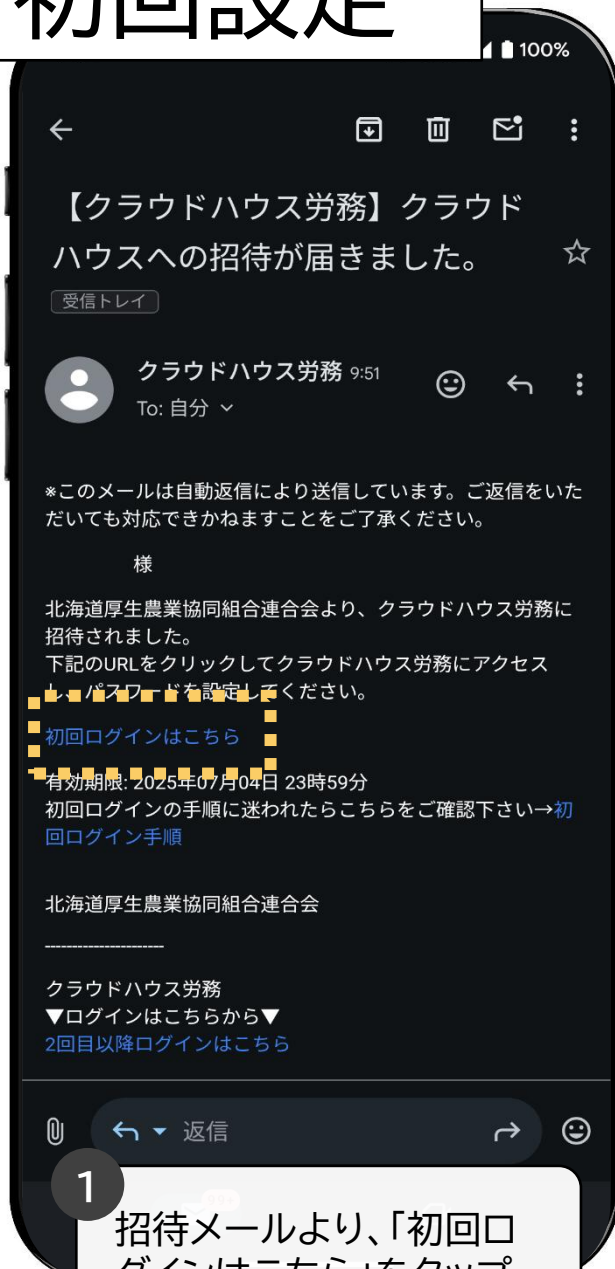 初回設定
100%
【クラウドハウス労務】クラウド
ハウスへの招待が届きました。
受信トレイ
クラウドハウス労務 9:51
To: 自分
※このメールは自動返信により送信しています。ご返信をいた
だいても対応できかねますことをご了承ください。
様
北海道厚生農業協同組合連合会より、クラウドハウス労務に
招待されました。
下記のURLをクリックしてクラウドハウス労務にアクセス
し、パスワードを設定してください。
初回ログインはこちら
有効期限: 2025年07月04日 23時59分
初回ログインの手順に迷われたらこちらをご確認下さい→初
回ログイン手順
北海道厚生農業協同組合連合会
----------------------
クラウドハウス労務
▼ログインはこちらから▼
2回目以降ログインはこちら
返信
1
招待メールより、「初回ロ
グインはこちら」をタップ